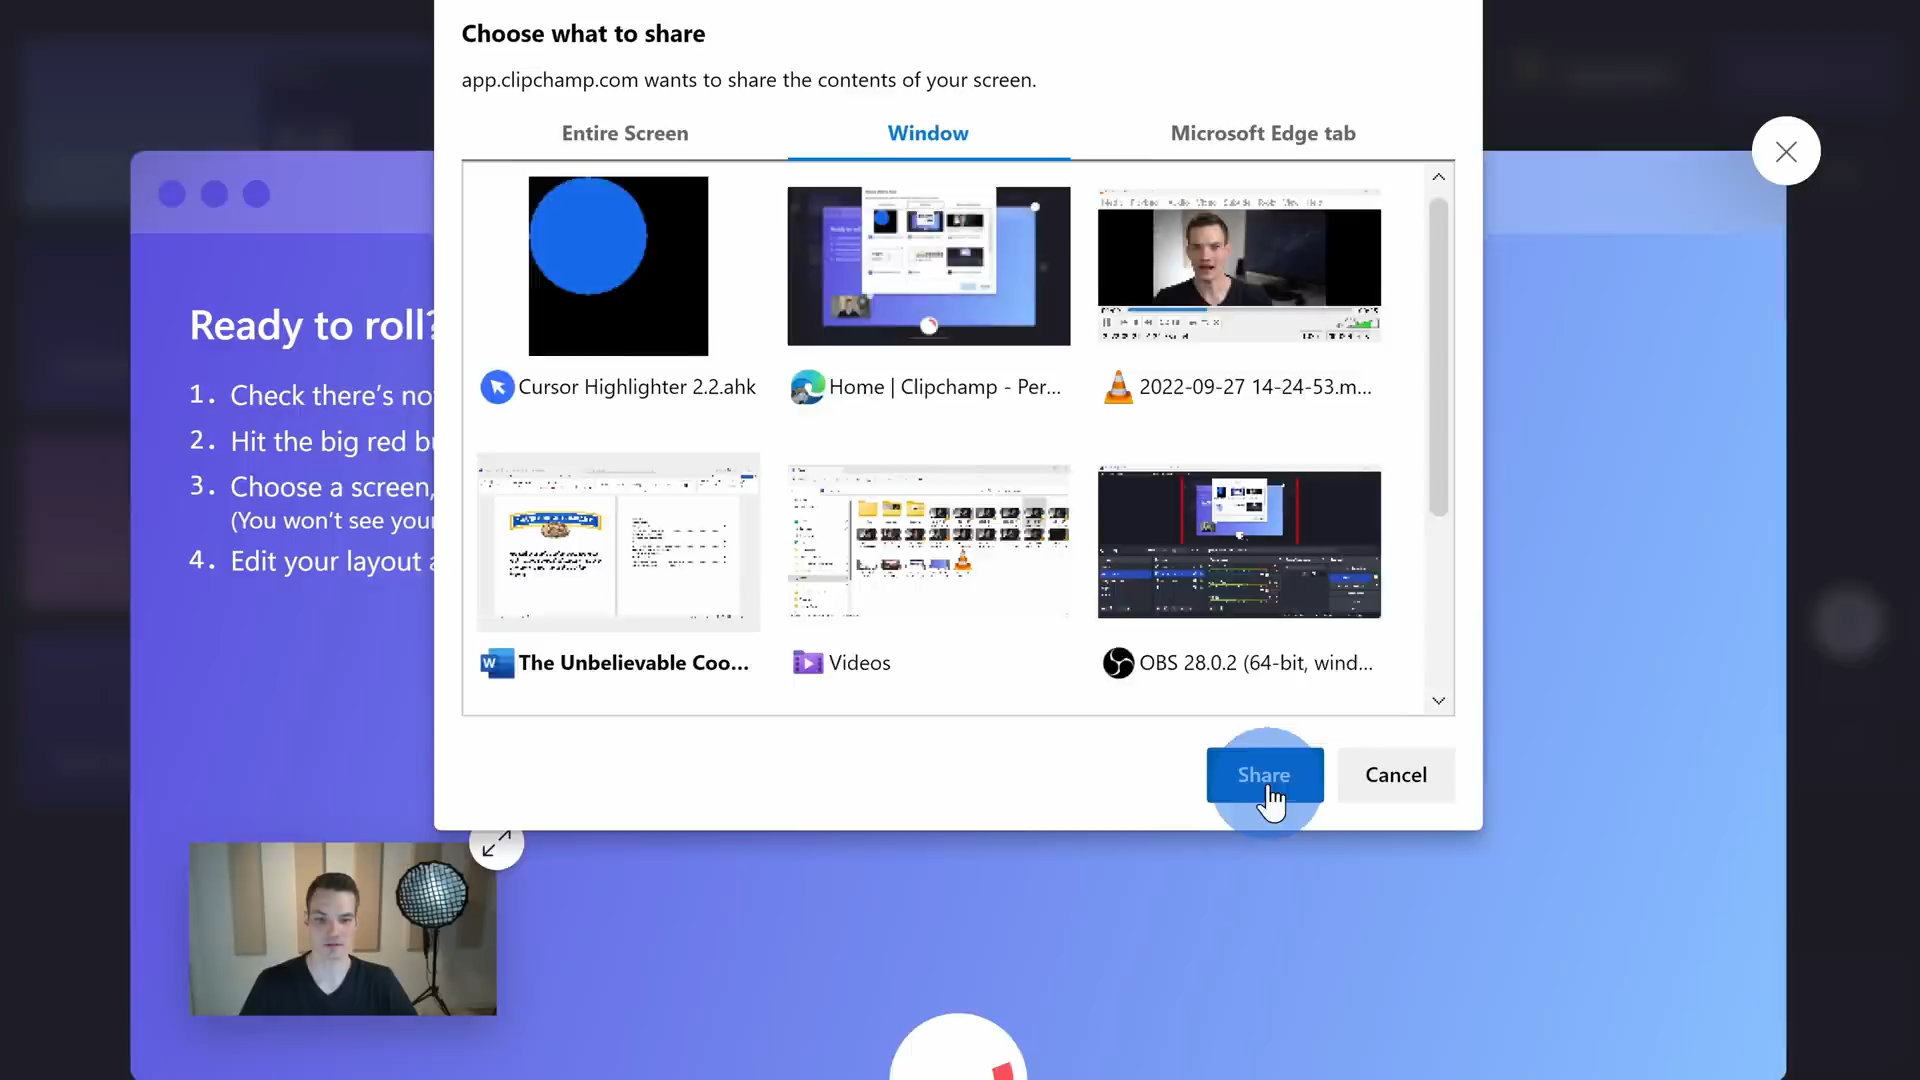 Choose what to share
app.clipchamp.com wants to share the contents of your screen.
Entire Screen
Window
Microsoft Edge tab
Cursor Highlighter 2.2.ahk
Home | Clipchamp - Per...
2022-09-27 14-24-53.m...
The Unbelievable Coo...
Videos
OBS 28.0.2 (64-bit, wind...
Share
Cancel
Ready to roll?
1. Check there’s no
2. Hit the big red b
3. Choose a screen,
(You won’t see your
4. Edit your layout